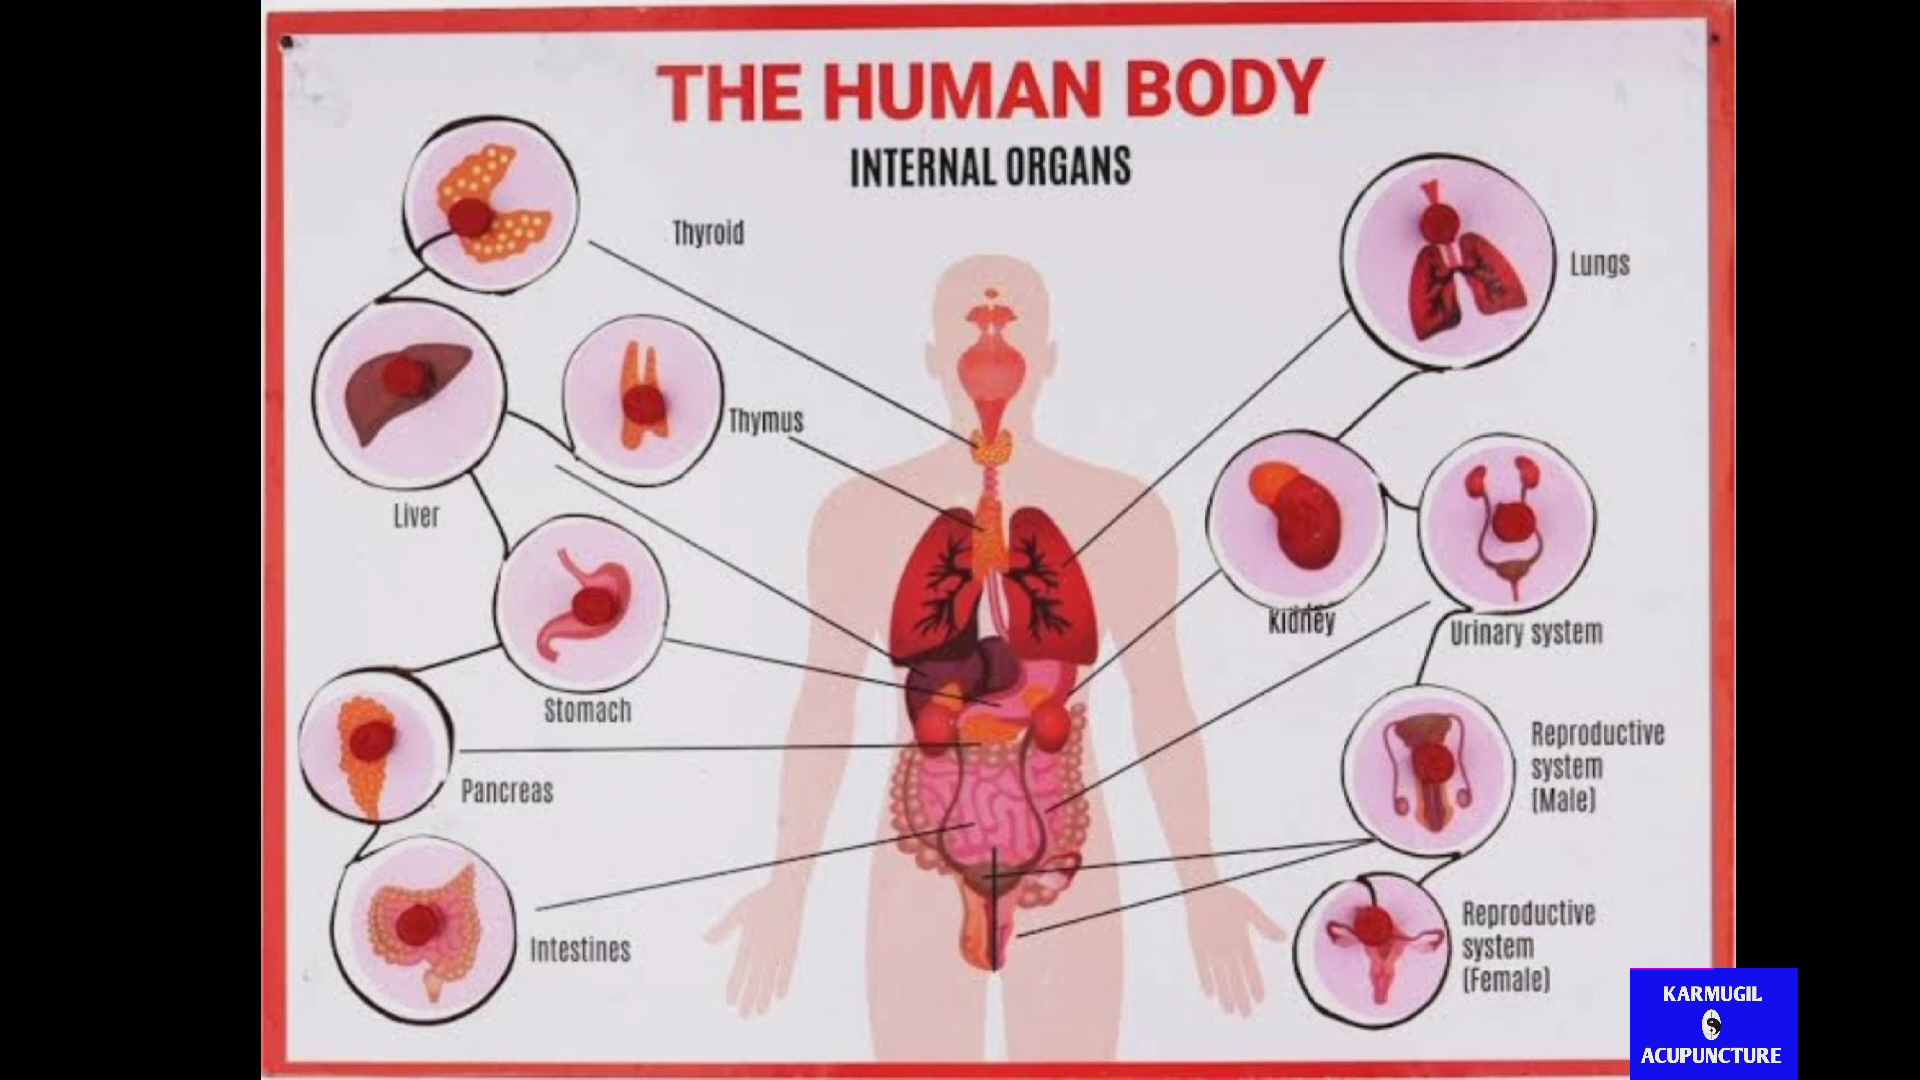 THE HUMAN BODY
INTERNAL ORGANS
Thyroid
Lungs
Thymus
Liver
Kidney
Urinary system
Stomach
Reproductive
system
(Male)
Pancreas
Reproductive
system
(Female)
Intestines
KARMUGIL
ACUPUNCTURE